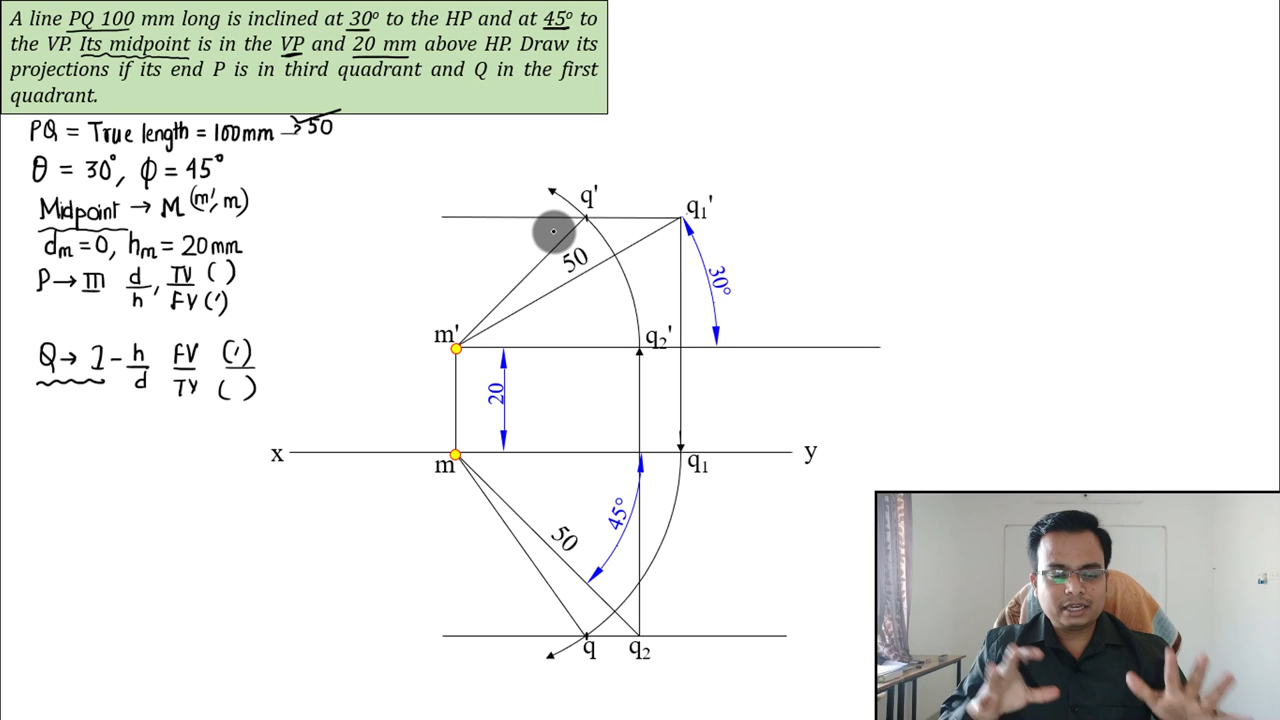 A line PQ 100 mm long is inclined at 30° to the HP and at 45° to
the VP. Its midpoint is in the VP and 20 mm above HP. Draw its
projections if its end P is in third quadrant and Q in the first
quadrant.
PQ = True length = 100mm → 50
θ = 30°, ϕ = 45°
Midpoint → M (m', m)
dm = 0, hm = 20mm
P → III d/h, TV ( ) / FV (')
Q → I - h/d FV (') / TV ( )
q'
q1'
50
30°
m'
q2'
20
x
y
m
q1
45°
50
q
q2